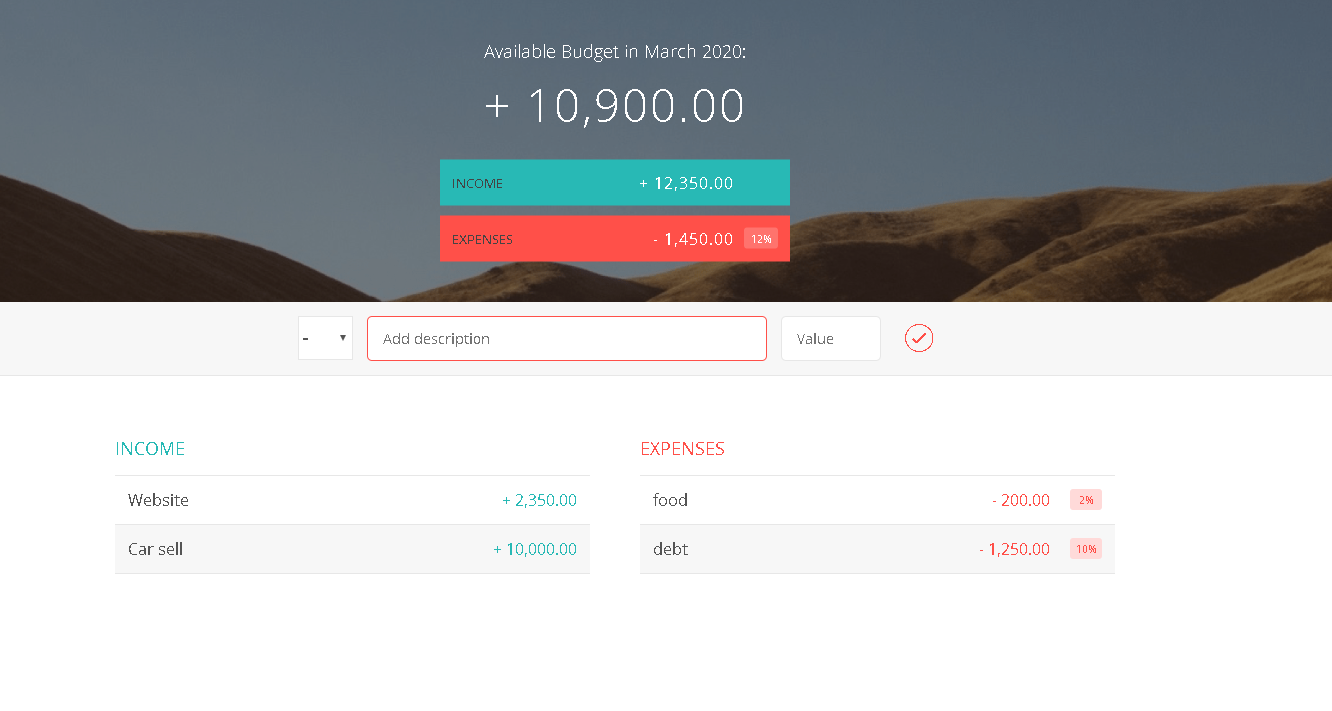 Available Budget in March 2020:
+ 10,900.00
INCOME + 12,350.00
EXPENSES - 1,450.00 12%
- Add description Value
INCOME
Website + 2,350.00
Car sell + 10,000.00
EXPENSES
food - 200.00 2%
debt - 1,250.00 10%